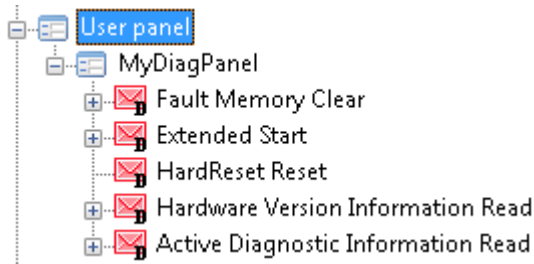 User panel
MyDiagPanel
Fault Memory Clear
Extended Start
HardReset Reset
Hardware Version Information Read
Active Diagnostic Information Read